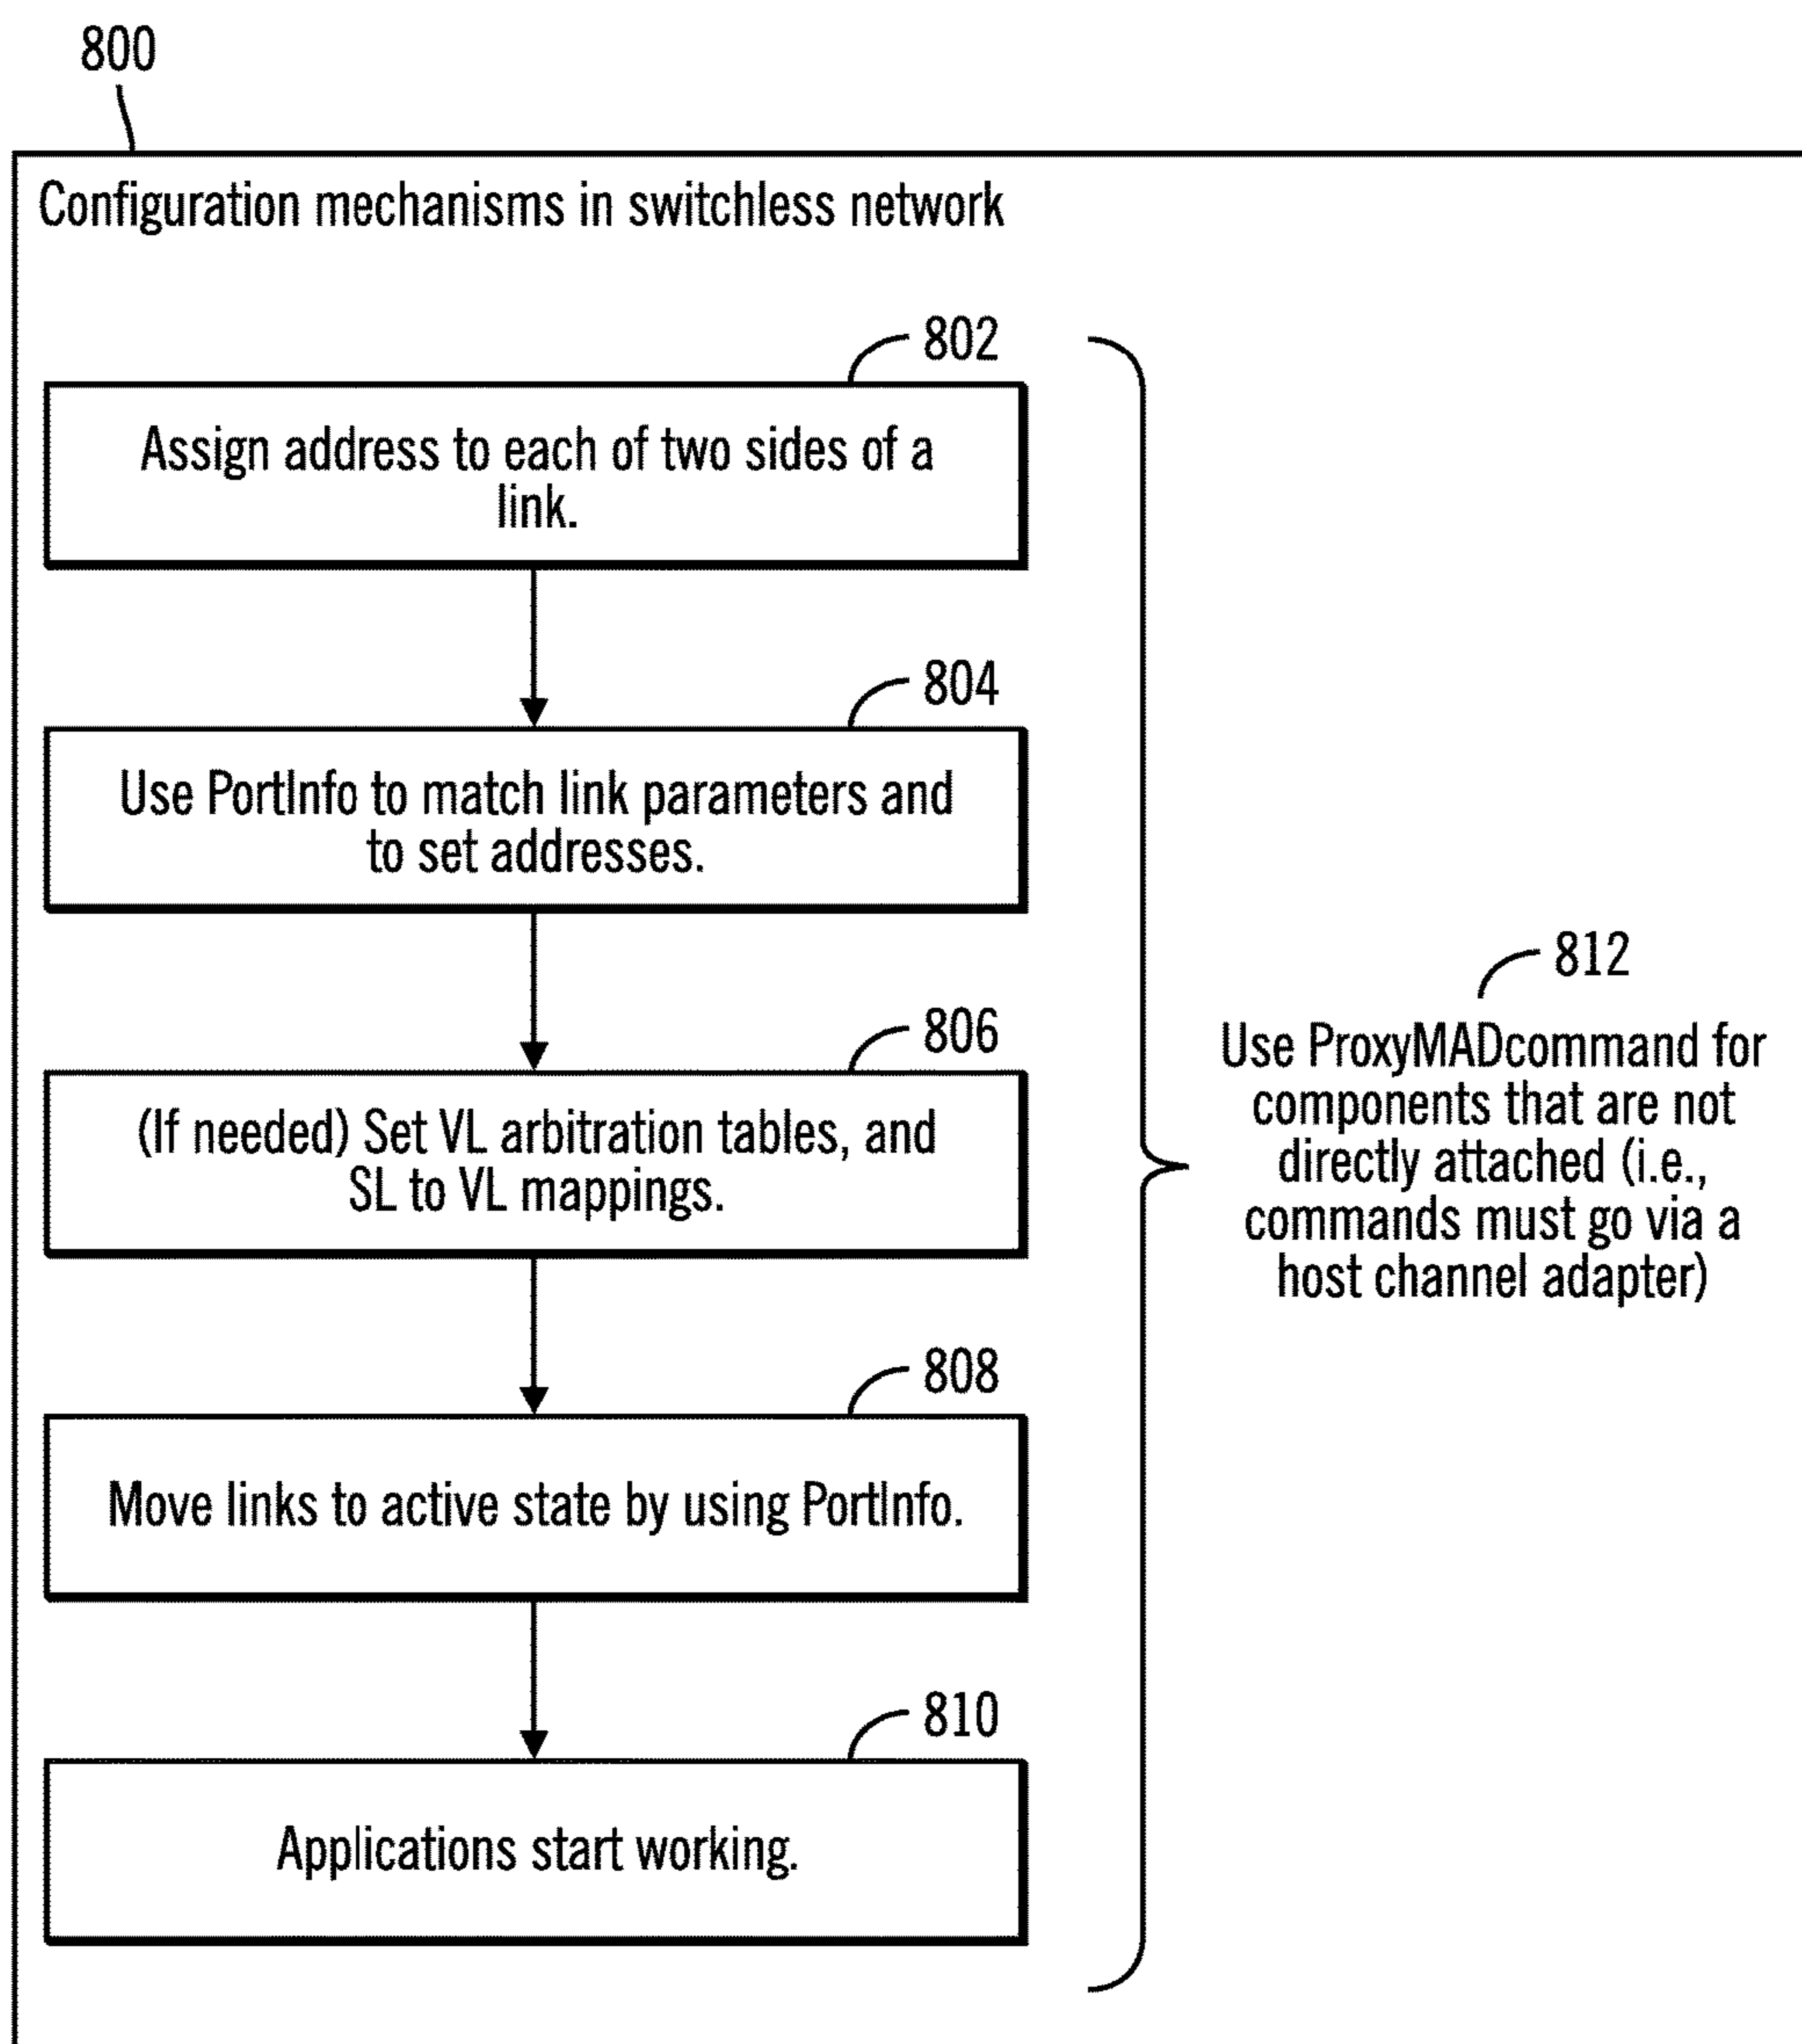 800
Configuration mechanisms in switchless network
802
Assign address to each of two sides of a
link.
804
Use PortInfo to match link parameters and
to set addresses.
806
(If needed) Set VL arbitration tables, and
SL to VL mappings.
808
Move links to active state by using PortInfo.
810
Applications start working.
812
Use ProxyMADcommand for
components that are not
directly attached (i.e.,
commands must go via a
host channel adapter)